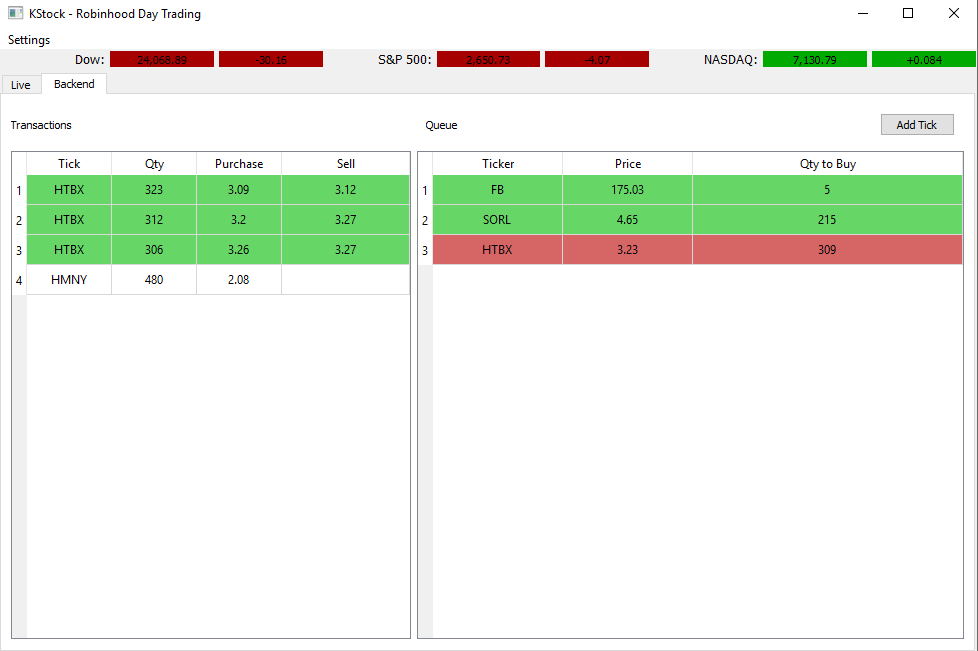 KStock - Robinhood Day Trading
Settings
Dow: 24,068.89 -30.16 S&P 500: 2,650.73 -4.07 NASDAQ: 7,130.79 +0.084
Live Backend
Transactions Queue Add Tick
Tick Qty Purchase Sell Ticker Price Qty to Buy
1 HTBX 323 3.09 3.12 1 FB 175.03 5
2 HTBX 312 3.2 3.27 2 SORL 4.65 215
3 HTBX 306 3.26 3.27 3 HTBX 3.23 309
4 HMNY 480 2.08